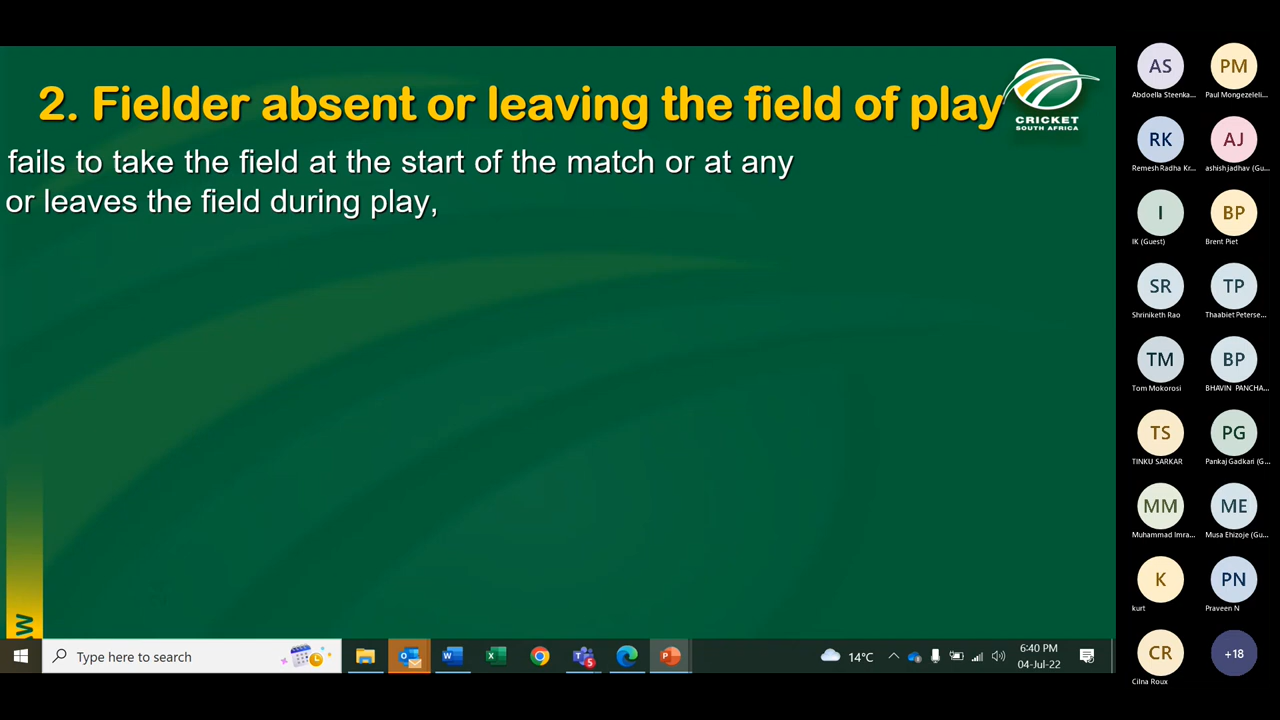 2. Fielder absent or leaving the field of play
CRICKET
SOUTH AFRICA
fails to take the field at the start of the match or at any
or leaves the field during play,
W
AS
PM
Abdoella Steenka...
Paul Mongezeleli...
RK
AJ
Remesh Radha Kr...
ashish jadhav (Gu...
I
BP
IK (Guest)
Brent Piet
SR
TP
Shriniketh Rao
Thaabiet Peterse...
TM
BP
Tom Mokorosi
BHAVIN PANCHA...
TS
PG
TINKU SARKAR
Pankaj Gadkari (G...
MM
ME
Muhammad Imra...
Musa Ehizoje (Gu...
K
PN
kurt
Praveen N
CR
+18
Cilna Roux
Type here to search
5
14°C
6:40 PM
04-Jul-22